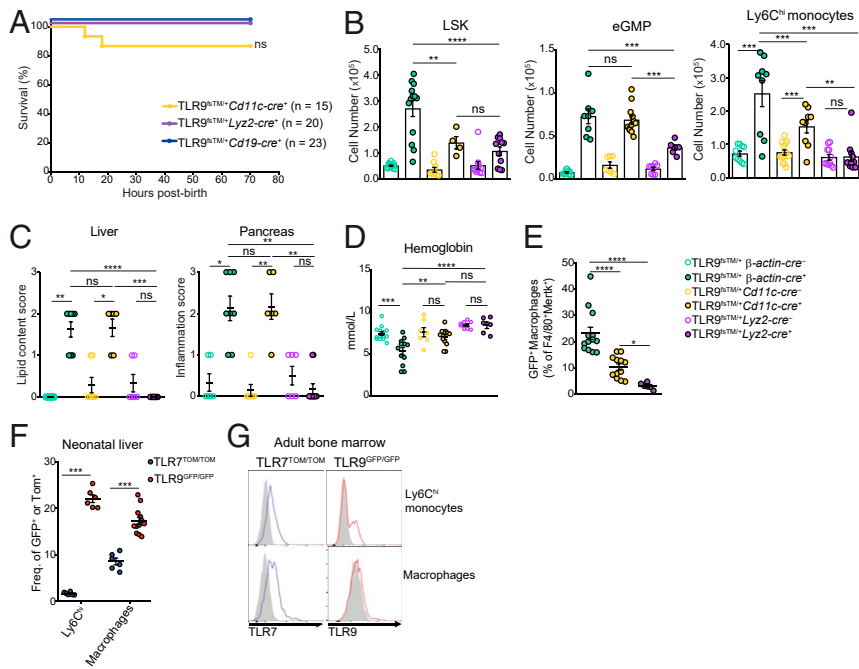 A
Survival (%)
100
80
60
40
20
0
0
20
40
60
80
Hours post-birth
ns
TLR9fsTM/+Cd11c-cre+ (n = 15)
TLR9fsTM/+Lyz2-cre+ (n = 20)
TLR9fsTM/+Cd19-cre+ (n = 23)
B
LSK
Cell Number (x10⁵)
5.0
4.0
3.0
2.0
1.0
0
****
**
ns
eGMP
Cell Number (x10⁵)
1.5
1.0
0.5
0
***
ns
***
Ly6Chi monocytes
Cell Number (x10⁵)
4.0
3.0
2.0
1.0
0
***
***
***
**
***
ns
C
Liver
Lipid content score
3
2
1
0
****
ns
***
**
*
ns
Pancreas
Inflammation score
4
3
2
1
0
**
ns
**
*
**
ns
D
Hemoglobin
mmol/L
15
10
5
0
****
**
ns
***
ns
ns
E
GFP+Macrophages
(% of F4/80+Mertk+)
50
40
30
20
10
0
****
****
*
TLR9fsTM/+ β-actin-cre−
TLR9fsTM/+ β-actin-cre+
TLR9fsTM/+Cd11c-cre−
TLR9fsTM/+Cd11c-cre+
TLR9fsTM/+Lyz2-cre−
TLR9fsTM/+Lyz2-cre+
F
Neonatal liver
TLR7TOM/TOM
TLR9GFP/GFP
Freq. of GFP+ or Tom+
30
20
10
0
***
***
Ly6Chi
Macrophages
G
Adult bone marrow
TLR7TOM/TOM
TLR9GFP/GFP
Ly6Chi
monocytes
Macrophages
TLR7
TLR9